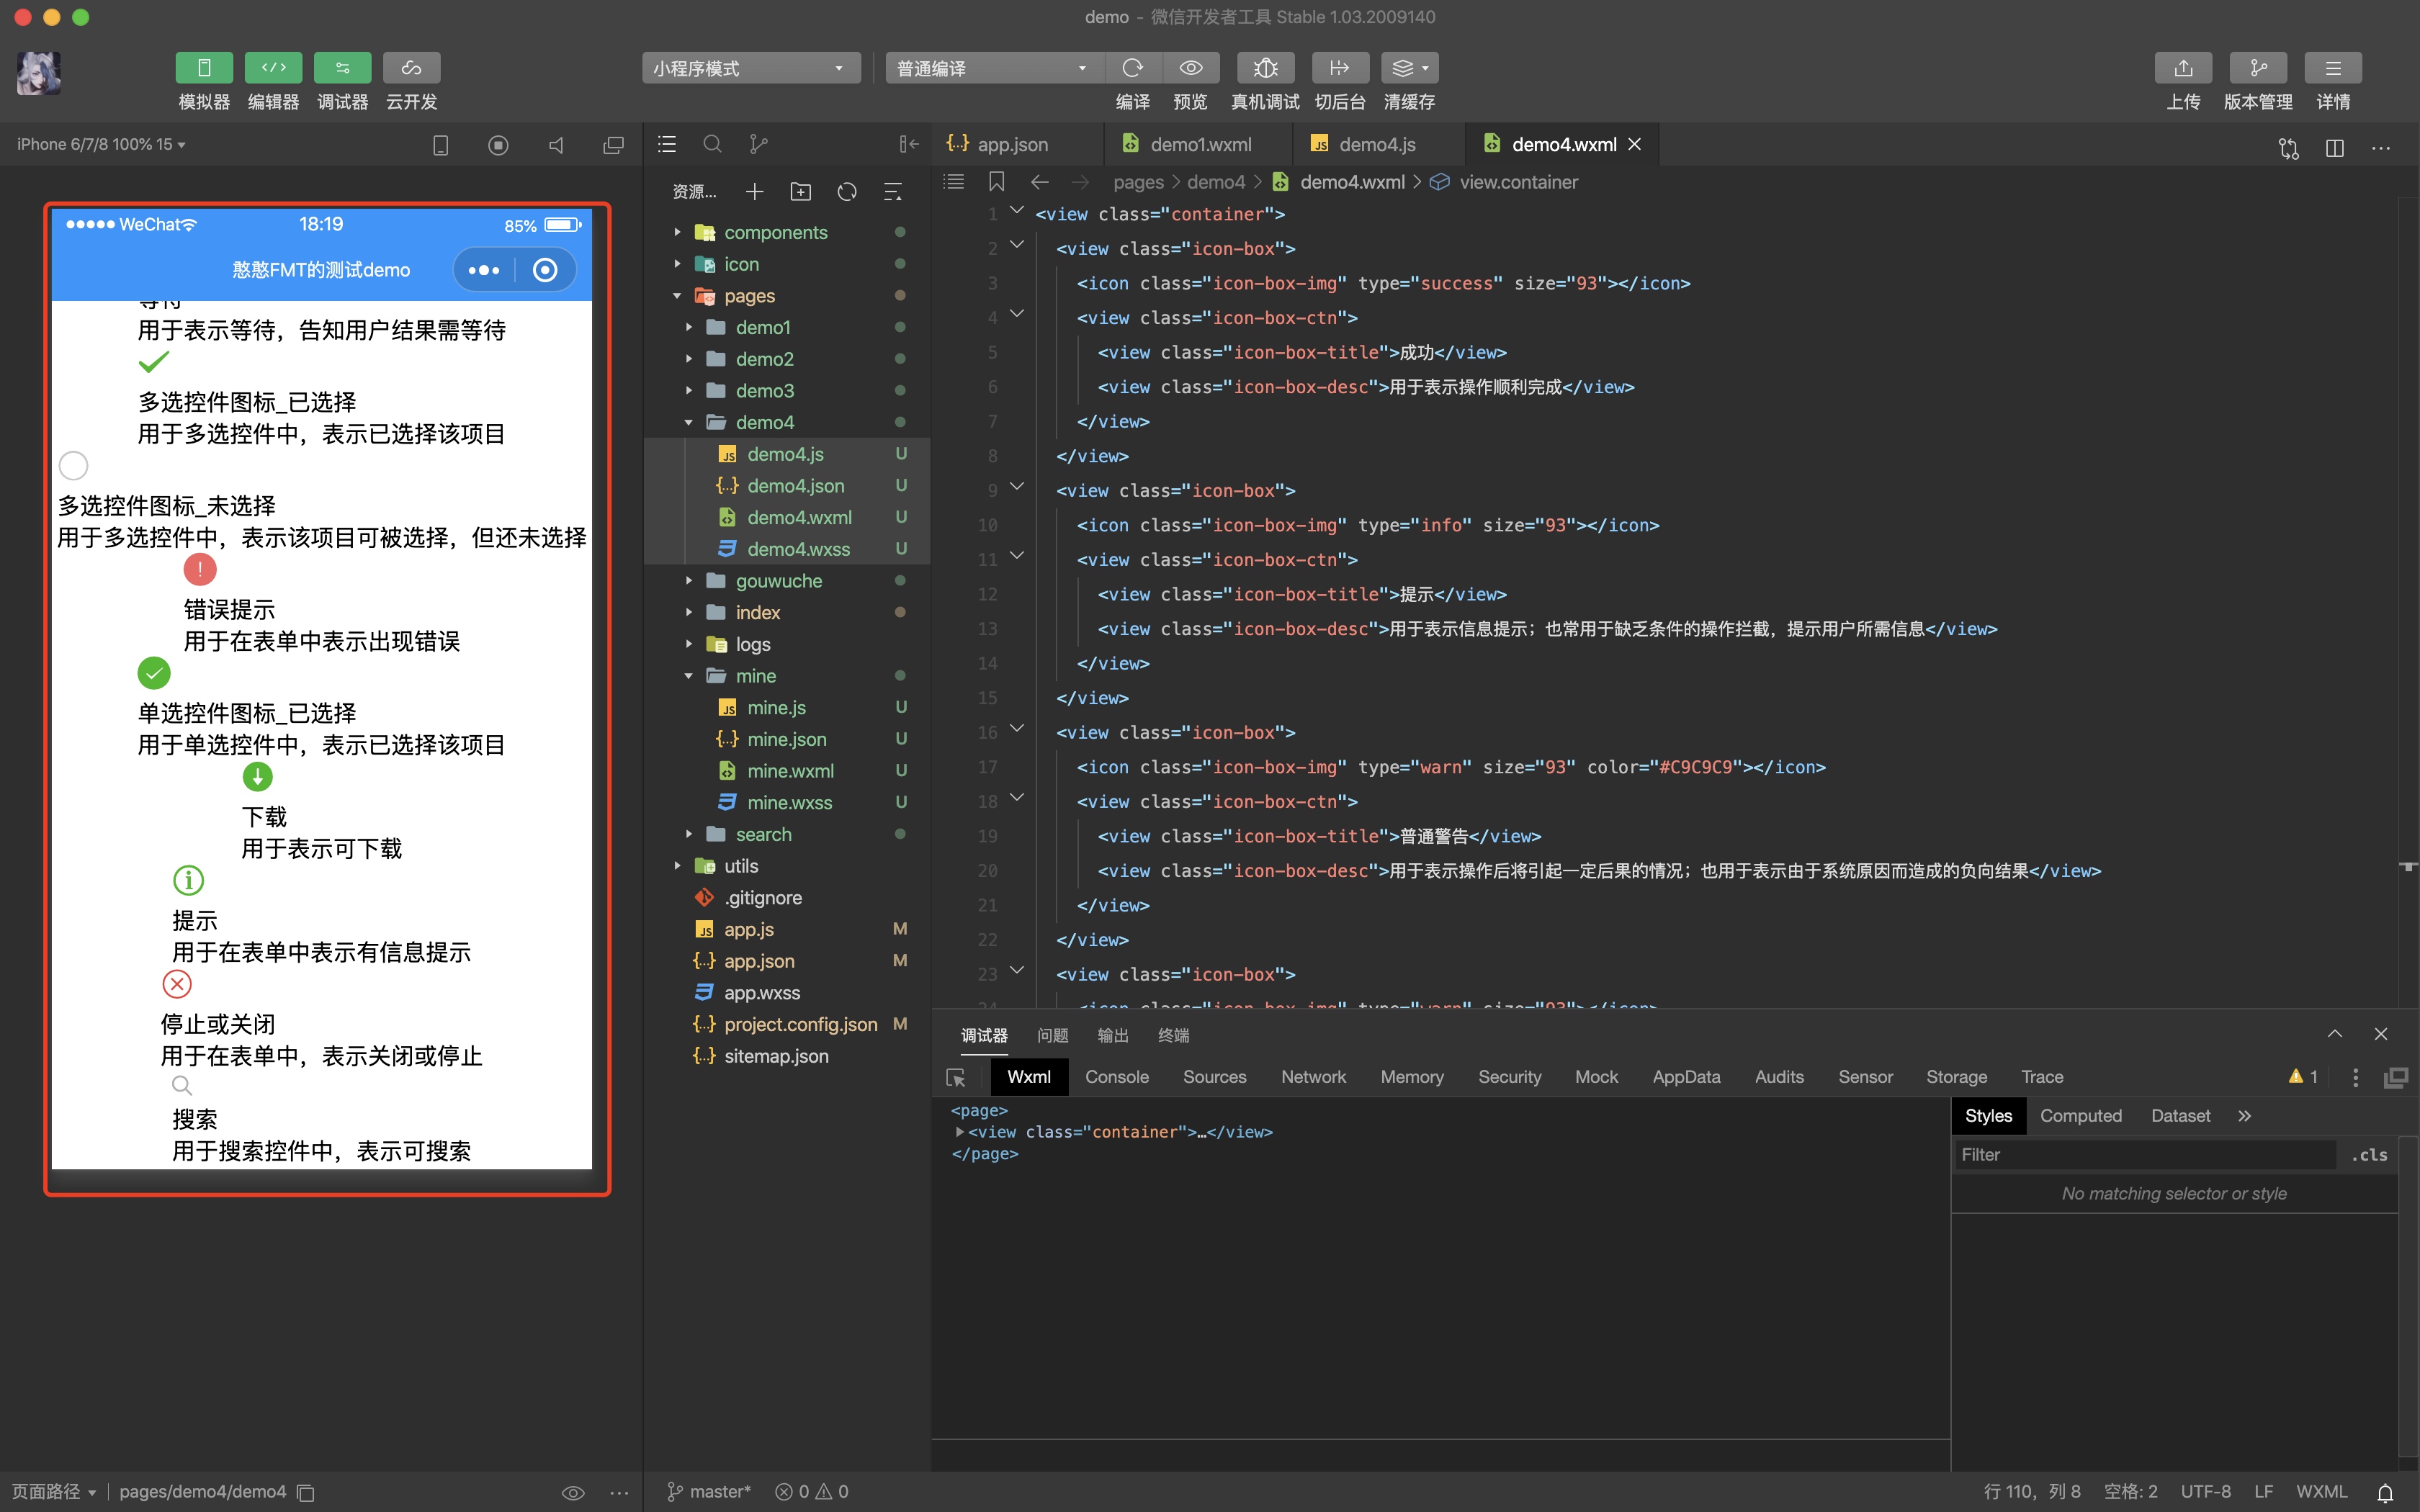 demo - 微信开发者工具 Stable 1.03.2009140
模拟器 编辑器 调试器 云开发
小程序模式 普通编译
编译 预览 真机调试 切后台 清缓存
上传 版本管理 详情
iPhone 6/7/8 100% 15
WeChat 18:19 85%
憨憨FMT的测试demo
等待
用于表示等待，告知用户结果需等待
多选控件图标_已选择
用于多选控件中，表示已选择该项目
多选控件图标_未选择
用于多选控件中，表示该项目可被选择，但还未选择
错误提示
用于在表单中表示出现错误
单选控件图标_已选择
用于单选控件中，表示已选择该项目
下载
用于表示可下载
提示
用于在表单中表示有信息提示
停止或关闭
用于在表单中，表示关闭或停止
搜索
用于搜索控件中，表示可搜索
页面路径 pages/demo4/demo4
资源...
components
icon
pages
demo1
demo2
demo3
demo4
demo4.js U
demo4.json U
demo4.wxml U
demo4.wxss U
gouwuche
index
logs
mine
mine.js U
mine.json U
mine.wxml U
mine.wxss U
search
utils
.gitignore
app.js M
app.json M
app.wxss
project.config.json M
sitemap.json
app.json demo1.wxml demo4.js demo4.wxml
pages > demo4 > demo4.wxml > view.container
1 <view class="container">
2 <view class="icon-box">
3 <icon class="icon-box-img" type="success" size="93"></icon>
4 <view class="icon-box-ctn">
5 <view class="icon-box-title">成功</view>
6 <view class="icon-box-desc">用于表示操作顺利完成</view>
7 </view>
8 </view>
9 <view class="icon-box">
10 <icon class="icon-box-img" type="info" size="93"></icon>
11 <view class="icon-box-ctn">
12 <view class="icon-box-title">提示</view>
13 <view class="icon-box-desc">用于表示信息提示；也常用于缺乏条件的操作拦截，提示用户所需信息</view>
14 </view>
15 </view>
16 <view class="icon-box">
17 <icon class="icon-box-img" type="warn" size="93" color="#C9C9C9"></icon>
18 <view class="icon-box-ctn">
19 <view class="icon-box-title">普通警告</view>
20 <view class="icon-box-desc">用于表示操作后将引起一定后果的情况；也用于表示由于系统原因而造成的负向结果</view>
21 </view>
22 </view>
23 <view class="icon-box">
24 <icon class="icon-box-img" type="warn" size="93"></icon>
调试器 问题 输出 终端
Wxml Console Sources Network Memory Security Mock AppData Audits Sensor Storage Trace 1
<page>
<view class="container">…</view>
</page>
Styles Computed Dataset
Filter .cls
No matching selector or style
master* 0 0
行 110，列 8 空格: 2 UTF-8 LF WXML